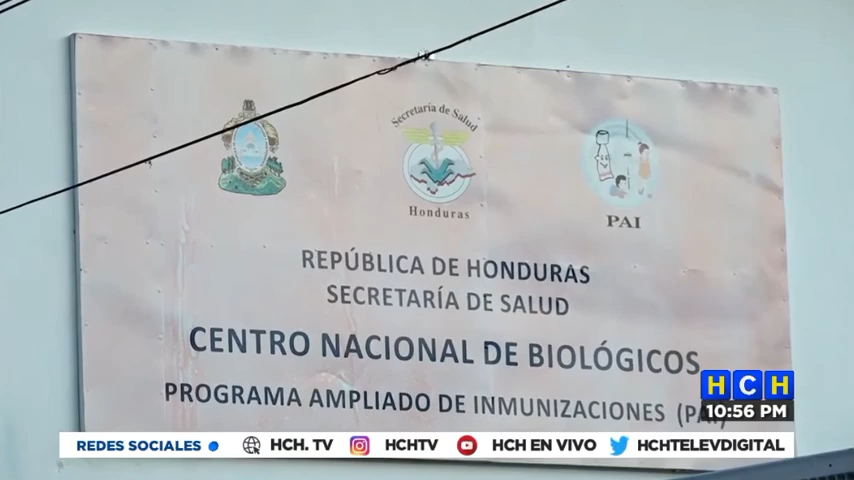 Secretaría de Salud
Honduras
PAI
REPÚBLICA DE HONDURAS
SECRETARÍA DE SALUD
CENTRO NACIONAL DE BIOLÓGICOS
PROGRAMA AMPLIADO DE INMUNIZACIONES (PAI)
HCH
10:56 PM
REDES SOCIALES HCH. TV HCHTV HCH EN VIVO HCHTELEVDIGITAL